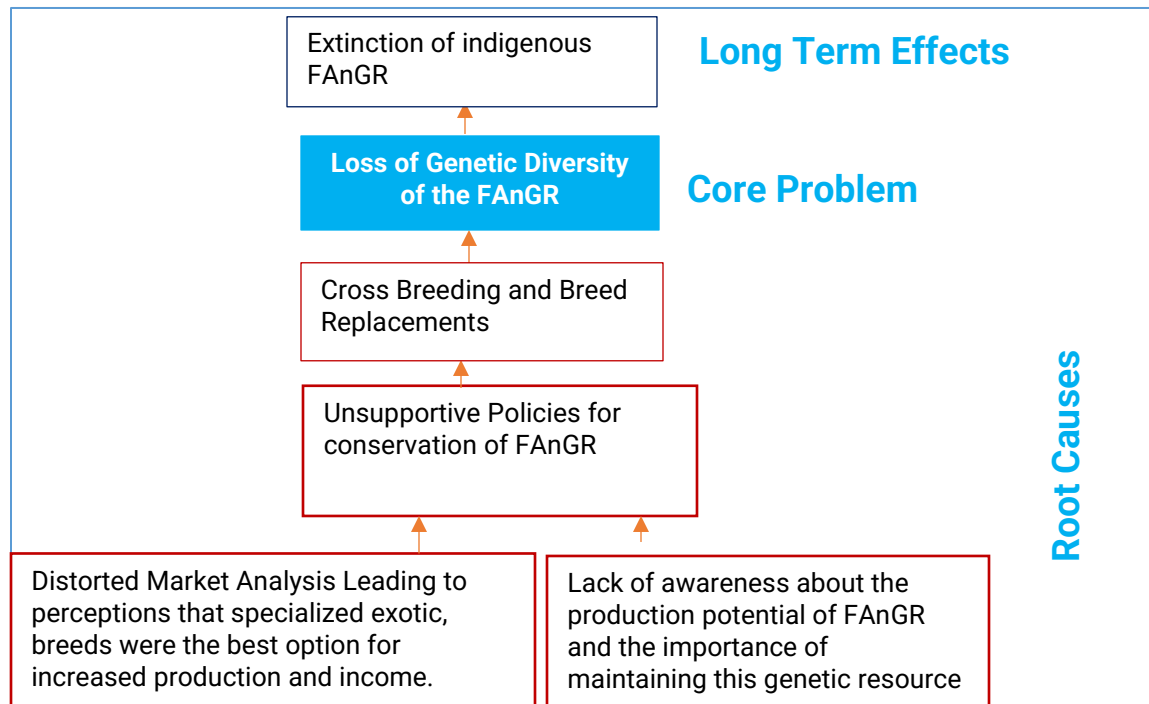 Extinction of indigenous
FAnGR
Long Term Effects
Loss of Genetic Diversity
of the FAnGR
Core Problem
Cross Breeding and Breed
Replacements
Unsupportive Policies for
conservation of FAnGR
Root Causes
Distorted Market Analysis Leading to
perceptions that specialized exotic,
breeds were the best option for
increased production and income.
Lack of awareness about the
production potential of FAnGR
and the importance of
maintaining this genetic resource